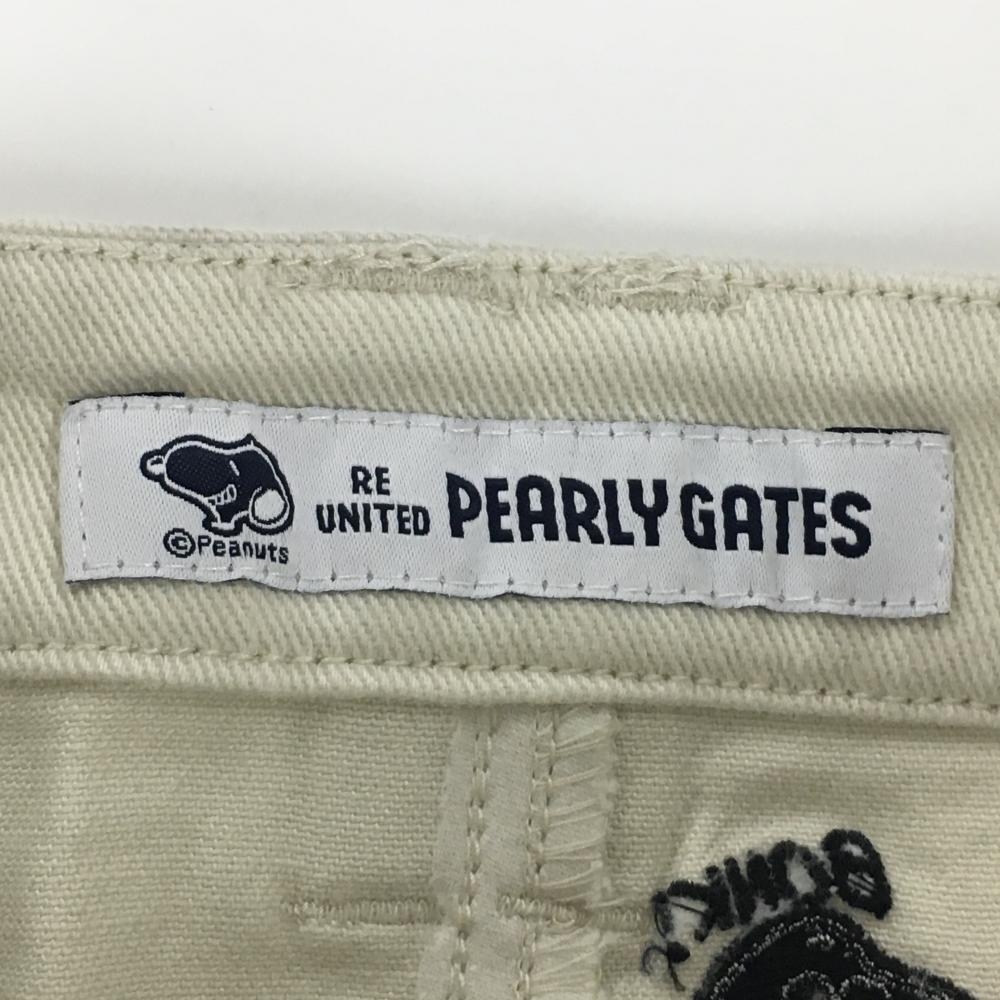 RE
UNITED
PEARLY GATES
©Peanuts